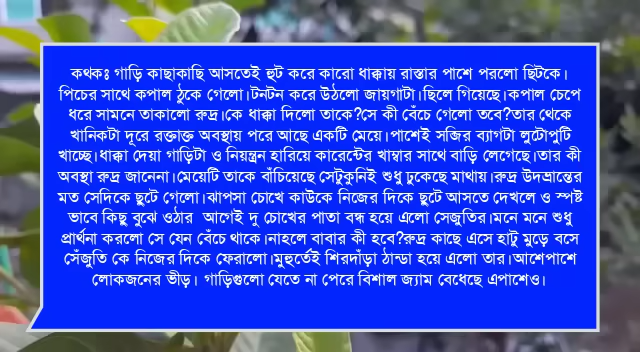 কথকঃ গাড়ি কাছাকাছি আসতেই হুট করে কারো ধাক্কায় রাস্তার পাশে পরলো ছিটকে।
পিচের সাথে কপাল ঠুকে গেলো।টনটন করে উঠলো জায়গাটা।ছিলে গিয়েছে।কপাল চেপে
ধরে সামনে তাকালো রুদ্র।কে ধাক্কা দিলো তাকে?সে কী বেঁচে গেলো তবে?তার থেকে
খানিকটা দূরে রক্তাক্ত অবস্থায় পরে আছে একটি মেয়ে।পাশেই সব্জির ব্যাগটা লুটোপুটি
খাচ্ছে।ধাক্কা দেয়া গাড়িটা ও নিয়ন্ত্রন হারিয়ে কারেন্টের খাম্বার সাথে বাড়ি লেগেছে।তার কী
অবস্থা রুদ্র জানেনা।মেয়েটি তাকে বাঁচিয়েছে সেটুকুনিই শুধু ঢুকেছে মাথায়।রুদ্র উদভ্রান্তের
মত সেদিকে ছুটে গেলো।ঝাপসা চোখে কাউকে নিজের দিকে ছুটে আসতে দেখলে ও স্পষ্ট
ভাবে কিছু বুঝে ওঠার আগেই দু চোখের পাতা বন্ধ হয়ে এলো সেজুতির।মনে মনে শুধু
প্রার্থনা করলো সে যেন বেঁচে থাকে।নাহলে বাবার কী হবে?রুদ্র কাছে এসে হাটু মুড়ে বসে
সেঁজুতি কে নিজের দিকে ফেরালো।মুহুর্তেই শিরদাঁড়া ঠান্ডা হয়ে এলো তার।আশেপাশে
লোকজনের ভীড়। গাড়িগুলো যেতে না পেরে বিশাল জ্যাম বেধেছে এপাশেও।